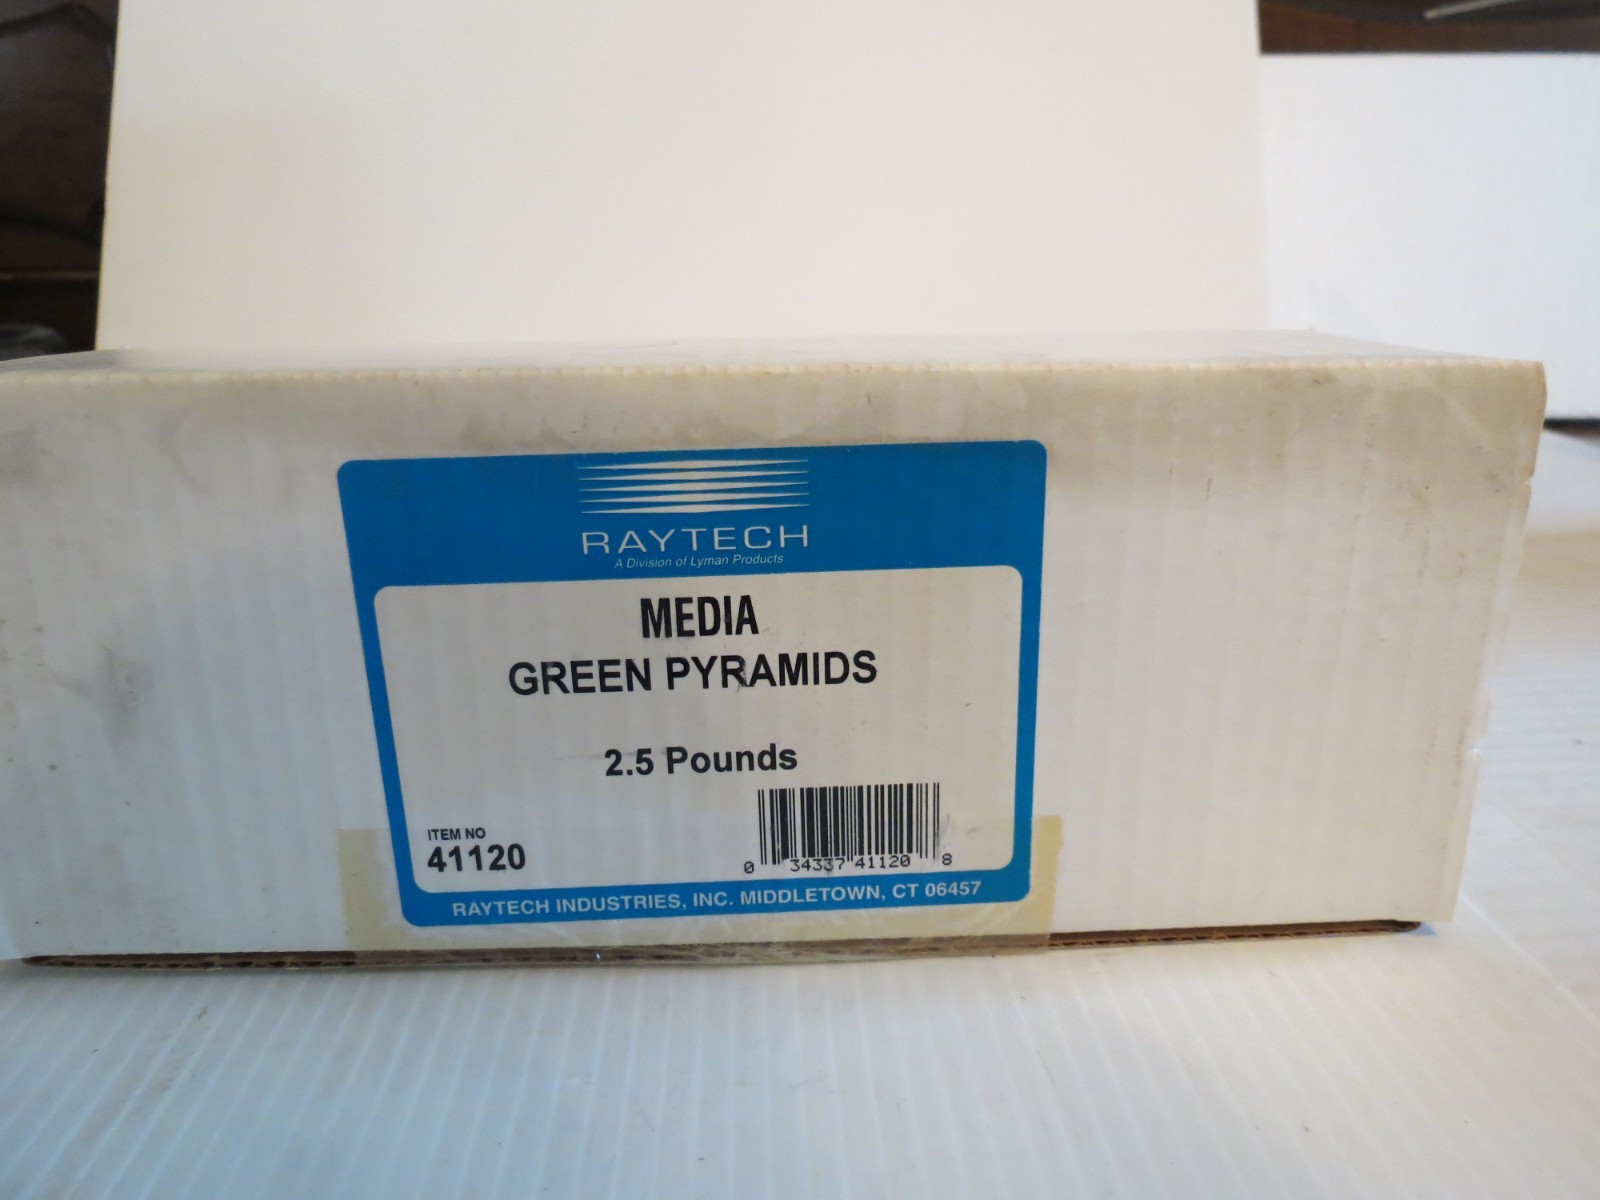 RAYTECH
A Division of Lyman Products
MEDIA
GREEN PYRAMIDS
2.5 Pounds
ITEM NO
41120
0 34337 41120 8
RAYTECH INDUSTRIES, INC. MIDDLETOWN, CT 06457